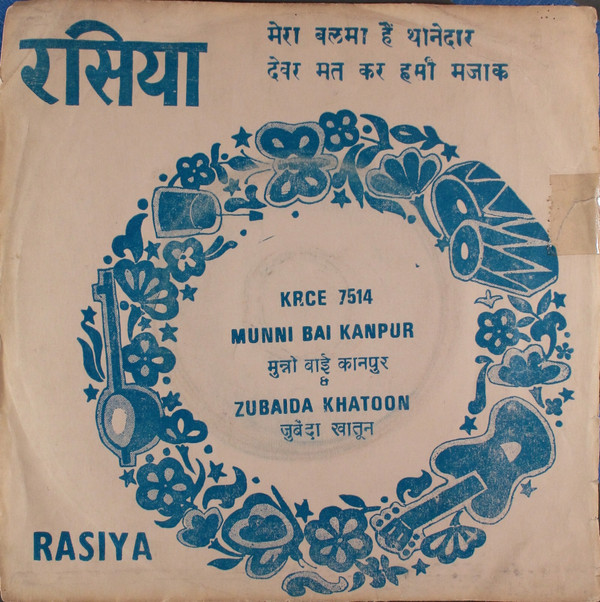 रसिया
मेरा बलमा हैं थानेदार
देवर मत कर हमीं मजाक
KRCE 7514
MUNNI BAI KANPUR
मुन्नी बाई कानपुर
&
ZUBAIDA KHATOON
जुबेंदा खातून
RASIYA